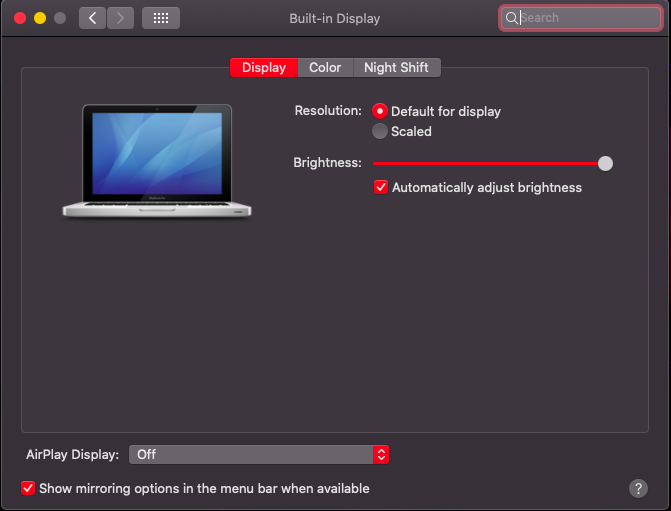 Built-in Display
Search
Display Color Night Shift
Resolution: Default for display
Scaled
Brightness:
Automatically adjust brightness
AirPlay Display: Off
Show mirroring options in the menu bar when available
?